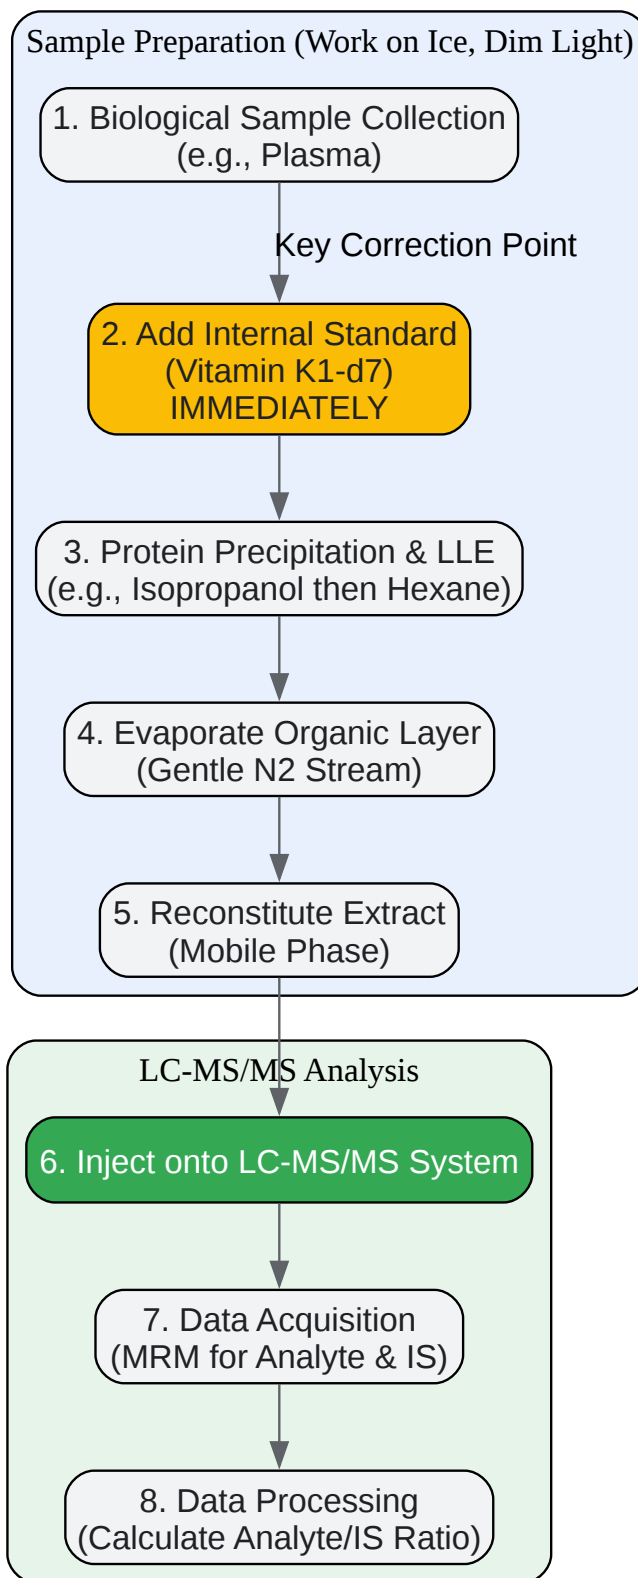 Sample Preparation (Work on Ice, Dim Light)
1. Biological Sample Collection
(e.g., Plasma)
Key Correction Point
2. Add Internal Standard
(Vitamin K1-d7)
IMMEDIATELY
3. Protein Precipitation & LLE
(e.g., Isopropanol then Hexane)
4. Evaporate Organic Layer
(Gentle N2 Stream)
5. Reconstitute Extract
(Mobile Phase)
LC-MS/MS Analysis
6. Inject onto LC-MS/MS System
7. Data Acquisition
(MRM for Analyte & IS)
8. Data Processing
(Calculate Analyte/IS Ratio)